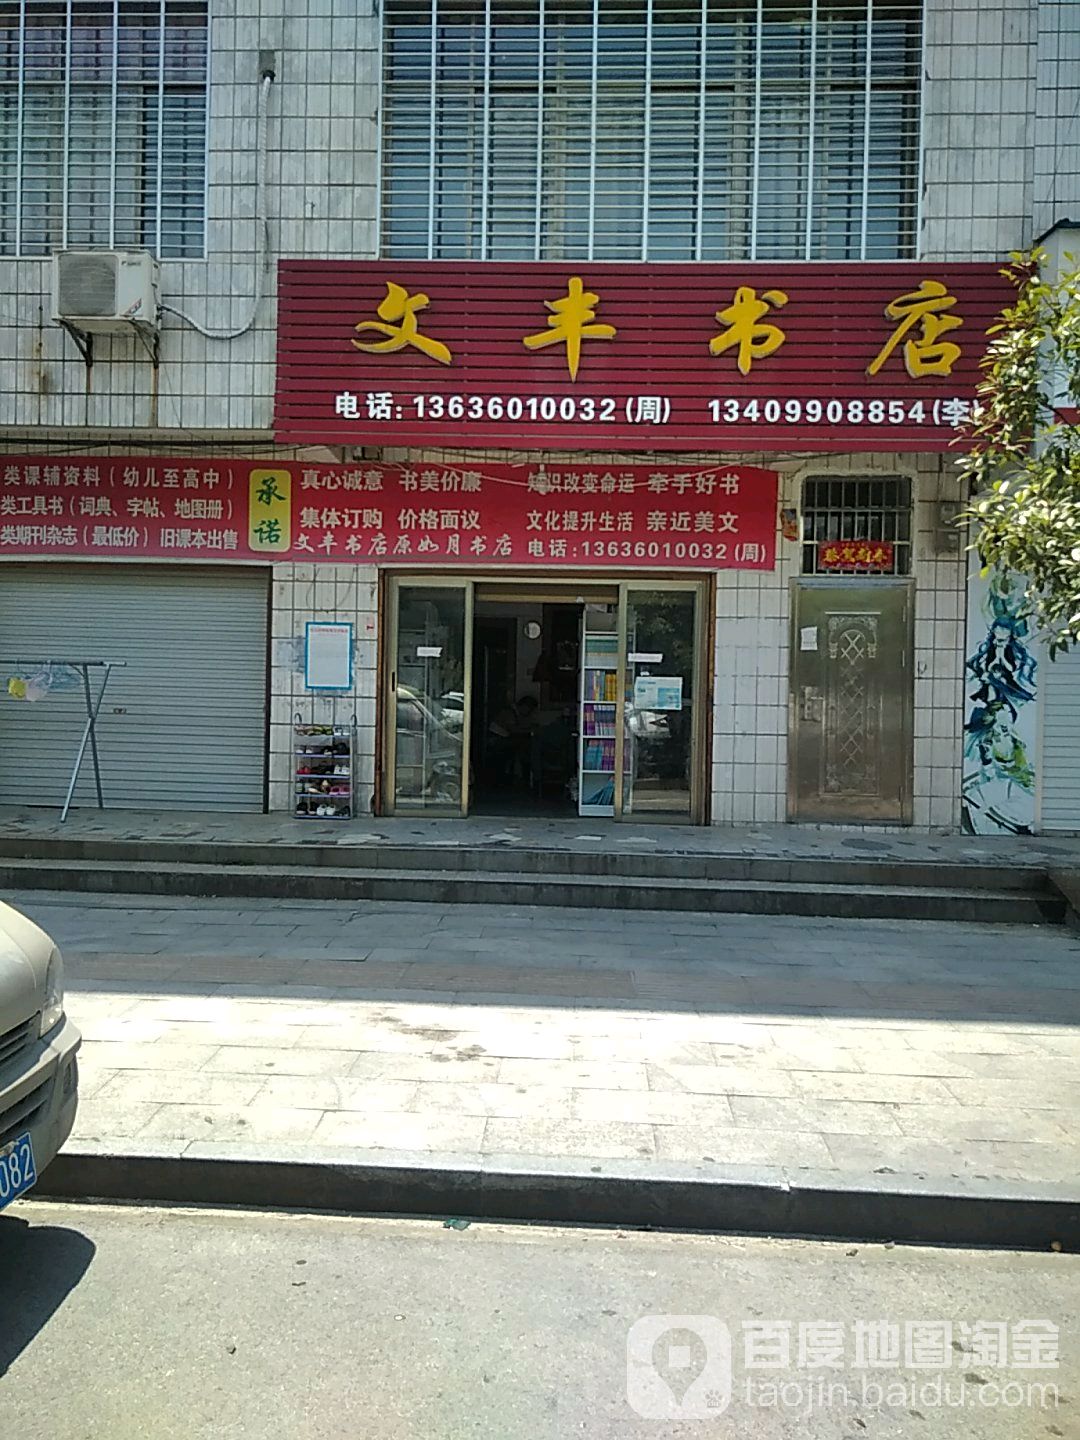 文丰书店
电话: 13636010032 (周) 13409908854 (李)
类课辅资料（幼儿至高中）
类工具书（词典、字帖、地图册）
类期刊杂志（最低价）旧课本出售
承诺
真心诚意 书美价廉 知识改变命运 牵手好书
集体订购 价格面议 文化提升生活 亲近美文
文丰书店原如月书店 电话:13636010032 (周)
082
百度地图淘金
taojin.baidu.com